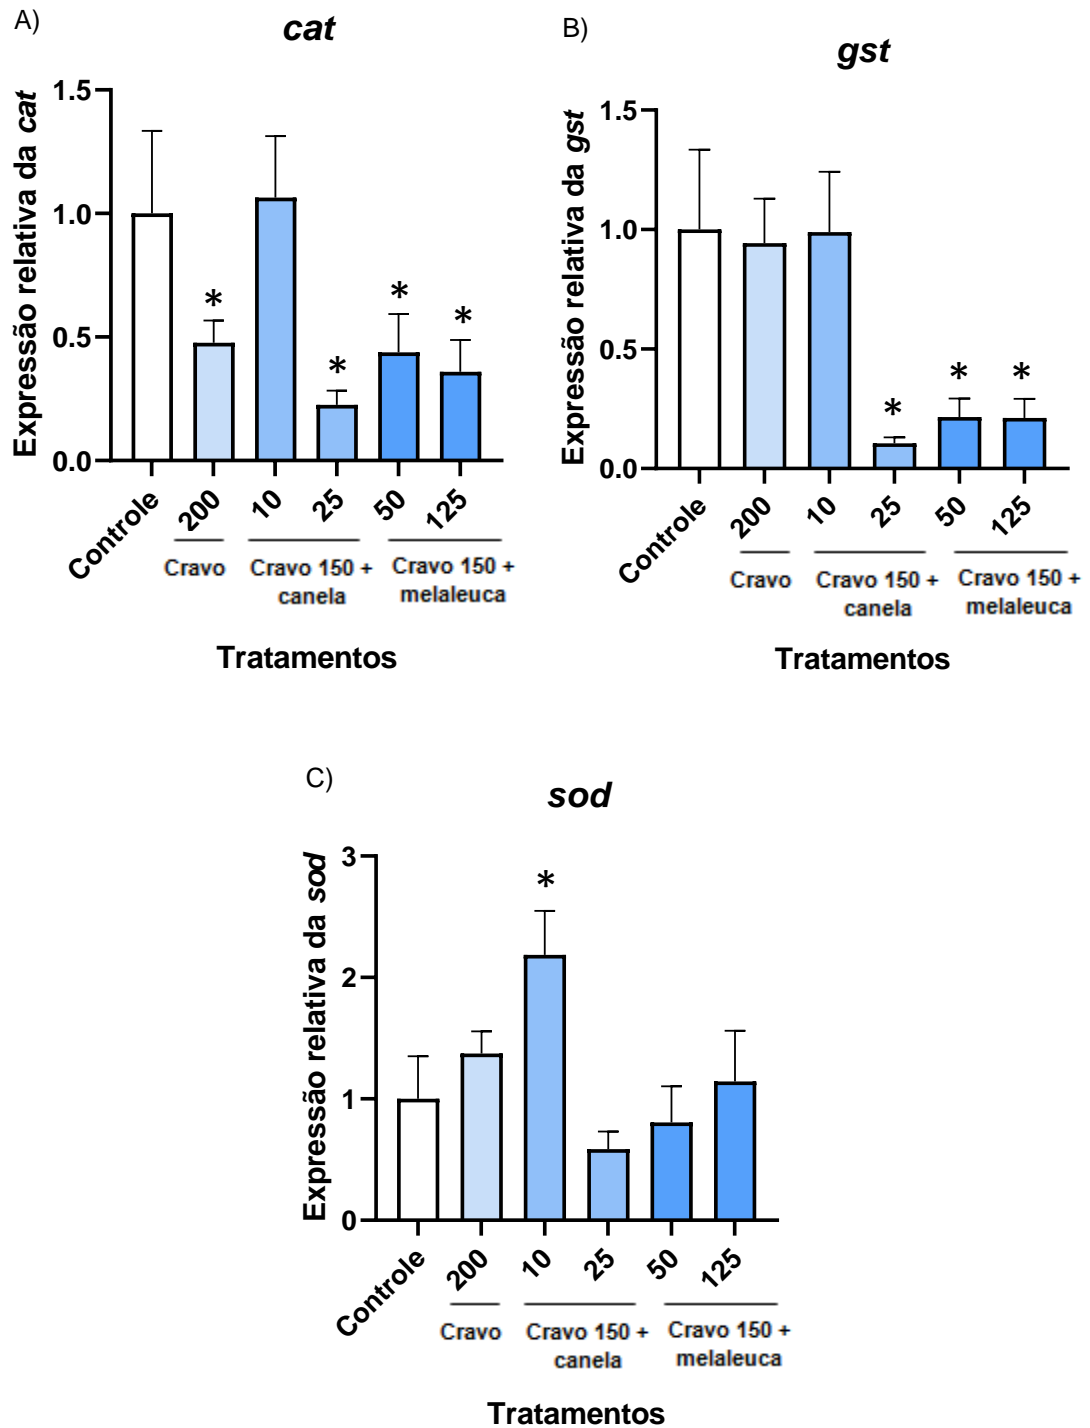 A)
cat
Expressão relativa da cat
1.5
1.0
0.5
0.0
*
*
*
*
Controle
200
10
25
50
125
Cravo
Cravo 150 +
canela
Cravo 150 +
melaleuca
Tratamentos
B)
gst
Expressão relativa da gst
1.5
1.0
0.5
0.0
*
*
*
Controle
200
10
25
50
125
Cravo
Cravo 150 +
canela
Cravo 150 +
melaleuca
Tratamentos
C)
sod
Expressão relativa da sod
3
2
1
0
*
Controle
200
10
25
50
125
Cravo
Cravo 150 +
canela
Cravo 150 +
melaleuca
Tratamentos